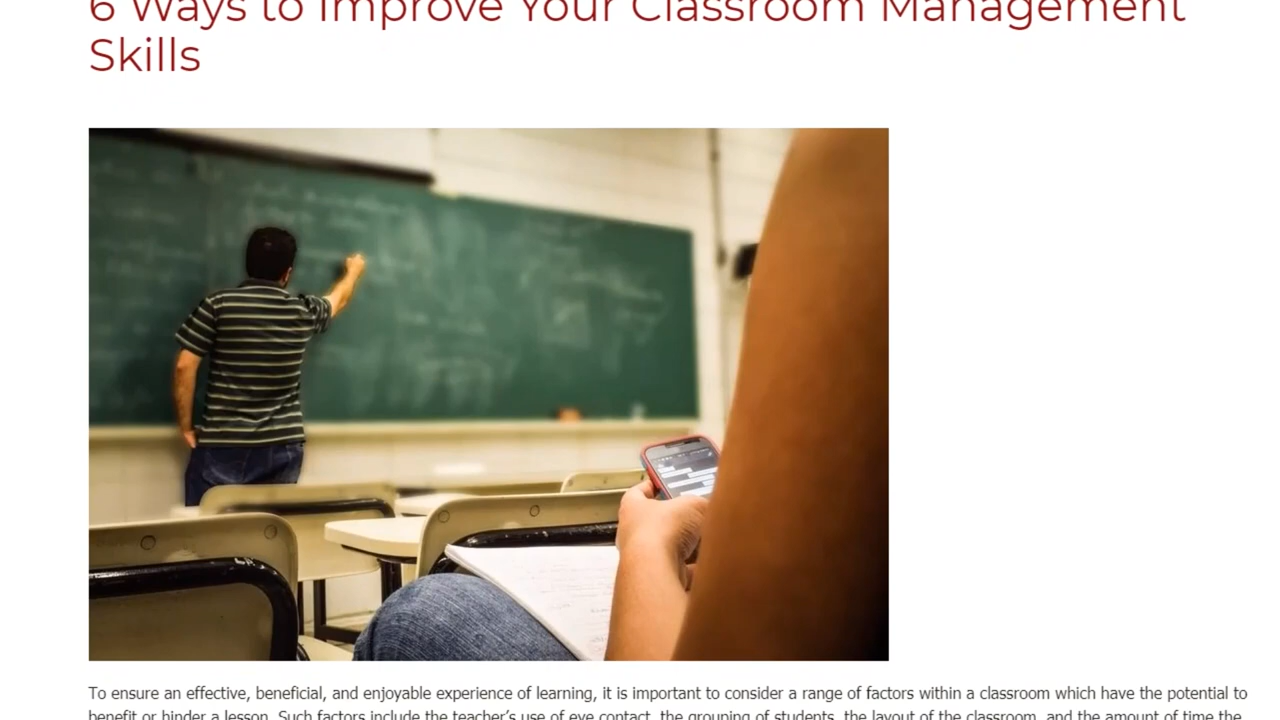 6 Ways to Improve Your Classroom Management
Skills
To ensure an effective, beneficial, and enjoyable experience of learning, it is important to consider a range of factors within a classroom which have the potential to
benefit or hinder a lesson. Such factors include the teacher’s use of eye contact, the grouping of students, the layout of the classroom, and the amount of time the